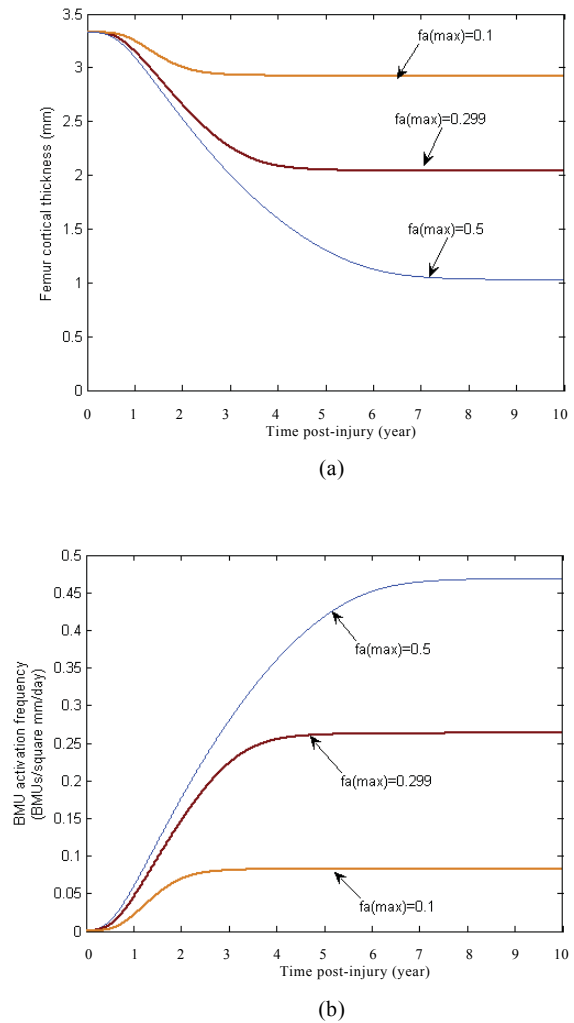 3.5
3
2.5
2
1.5
1
0.5
0
Femur cortical thickness (mm)
fa(max)=0.1
fa(max)=0.299
fa(max)=0.5
0 1 2 3 4 5 6 7 8 9 10
Time post-injury (year)
(a)
0.5
0.45
0.4
0.35
0.3
0.25
0.2
0.15
0.1
0.05
0
BMU activation frequency
(BMUs/square mm/day)
fa(max)=0.5
fa(max)=0.299
fa(max)=0.1
0 1 2 3 4 5 6 7 8 9 10
Time post-injury (year)
(b)